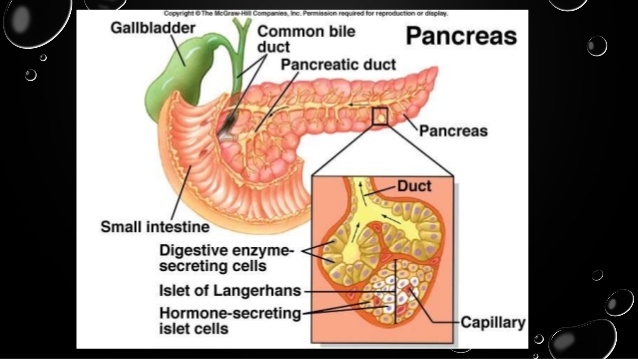 Copyright © The McGraw-Hill Companies, Inc. Permission required for reproduction or display.
Pancreas
Gallbladder
Common bile
duct
Pancreatic duct
Pancreas
Small intestine
Duct
Digestive enzyme-
secreting cells
Islet of Langerhans
Hormone-secreting
islet cells
Capillary